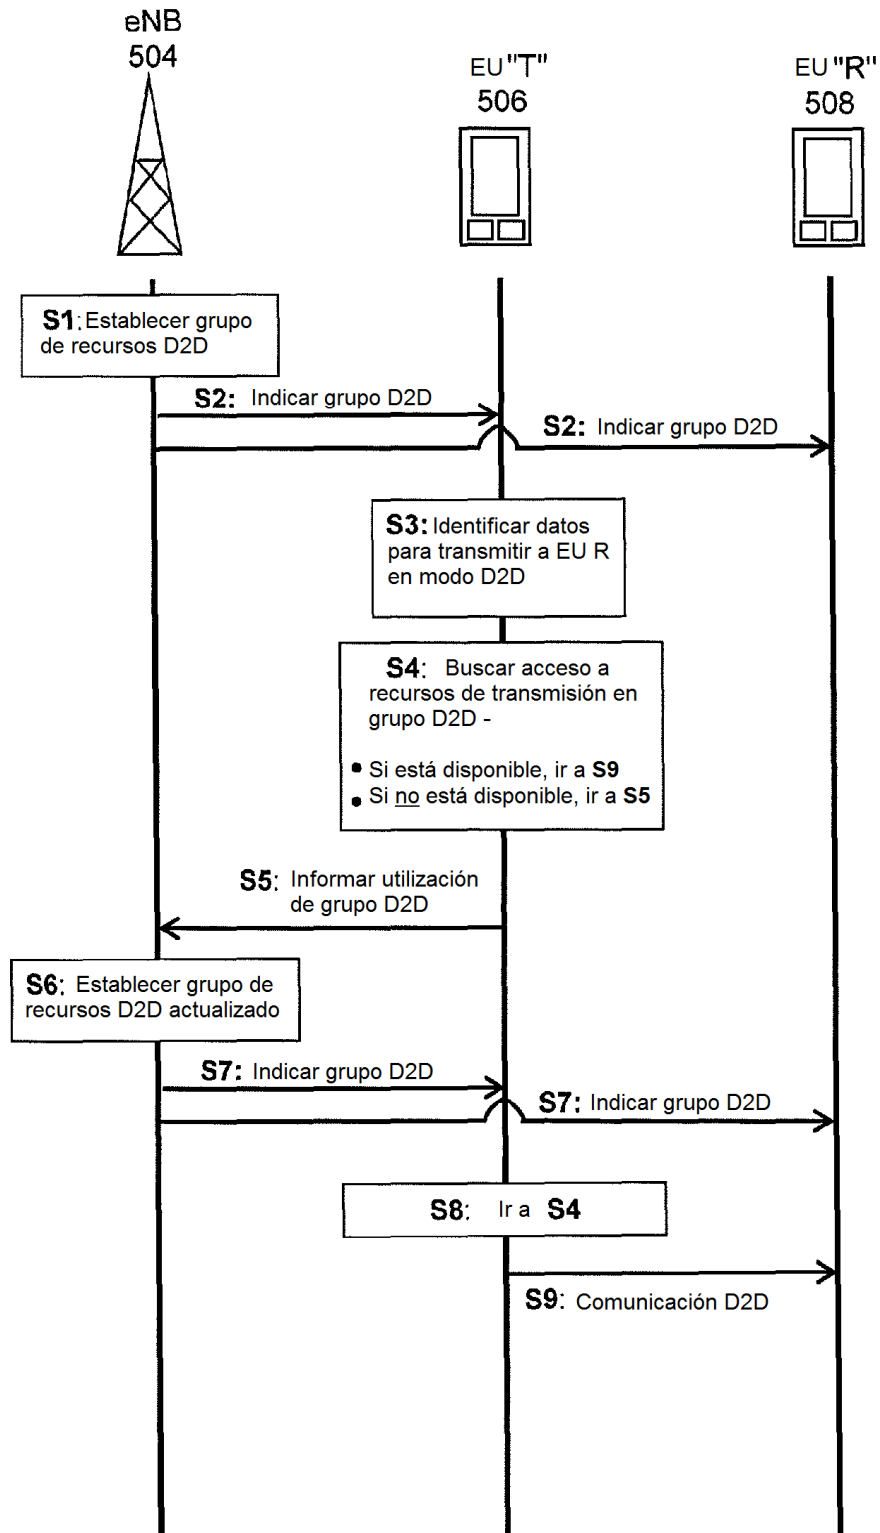 eNB
504
EU "T"
506
EU "R"
508
S1: Establecer grupo
de recursos D2D
S2: Indicar grupo D2D
S2: Indicar grupo D2D
S3: Identificar datos
para transmitir a EU R
en modo D2D
S4: Buscar acceso a
recursos de transmisión en
grupo D2D -
• Si está disponible, ir a S9
• Si no está disponible, ir a S5
S5: Informar utilización
de grupo D2D
S6: Establecer grupo de
recursos D2D actualizado
S7: Indicar grupo D2D
S7: Indicar grupo D2D
S8: Ir a S4
S9: Comunicación D2D